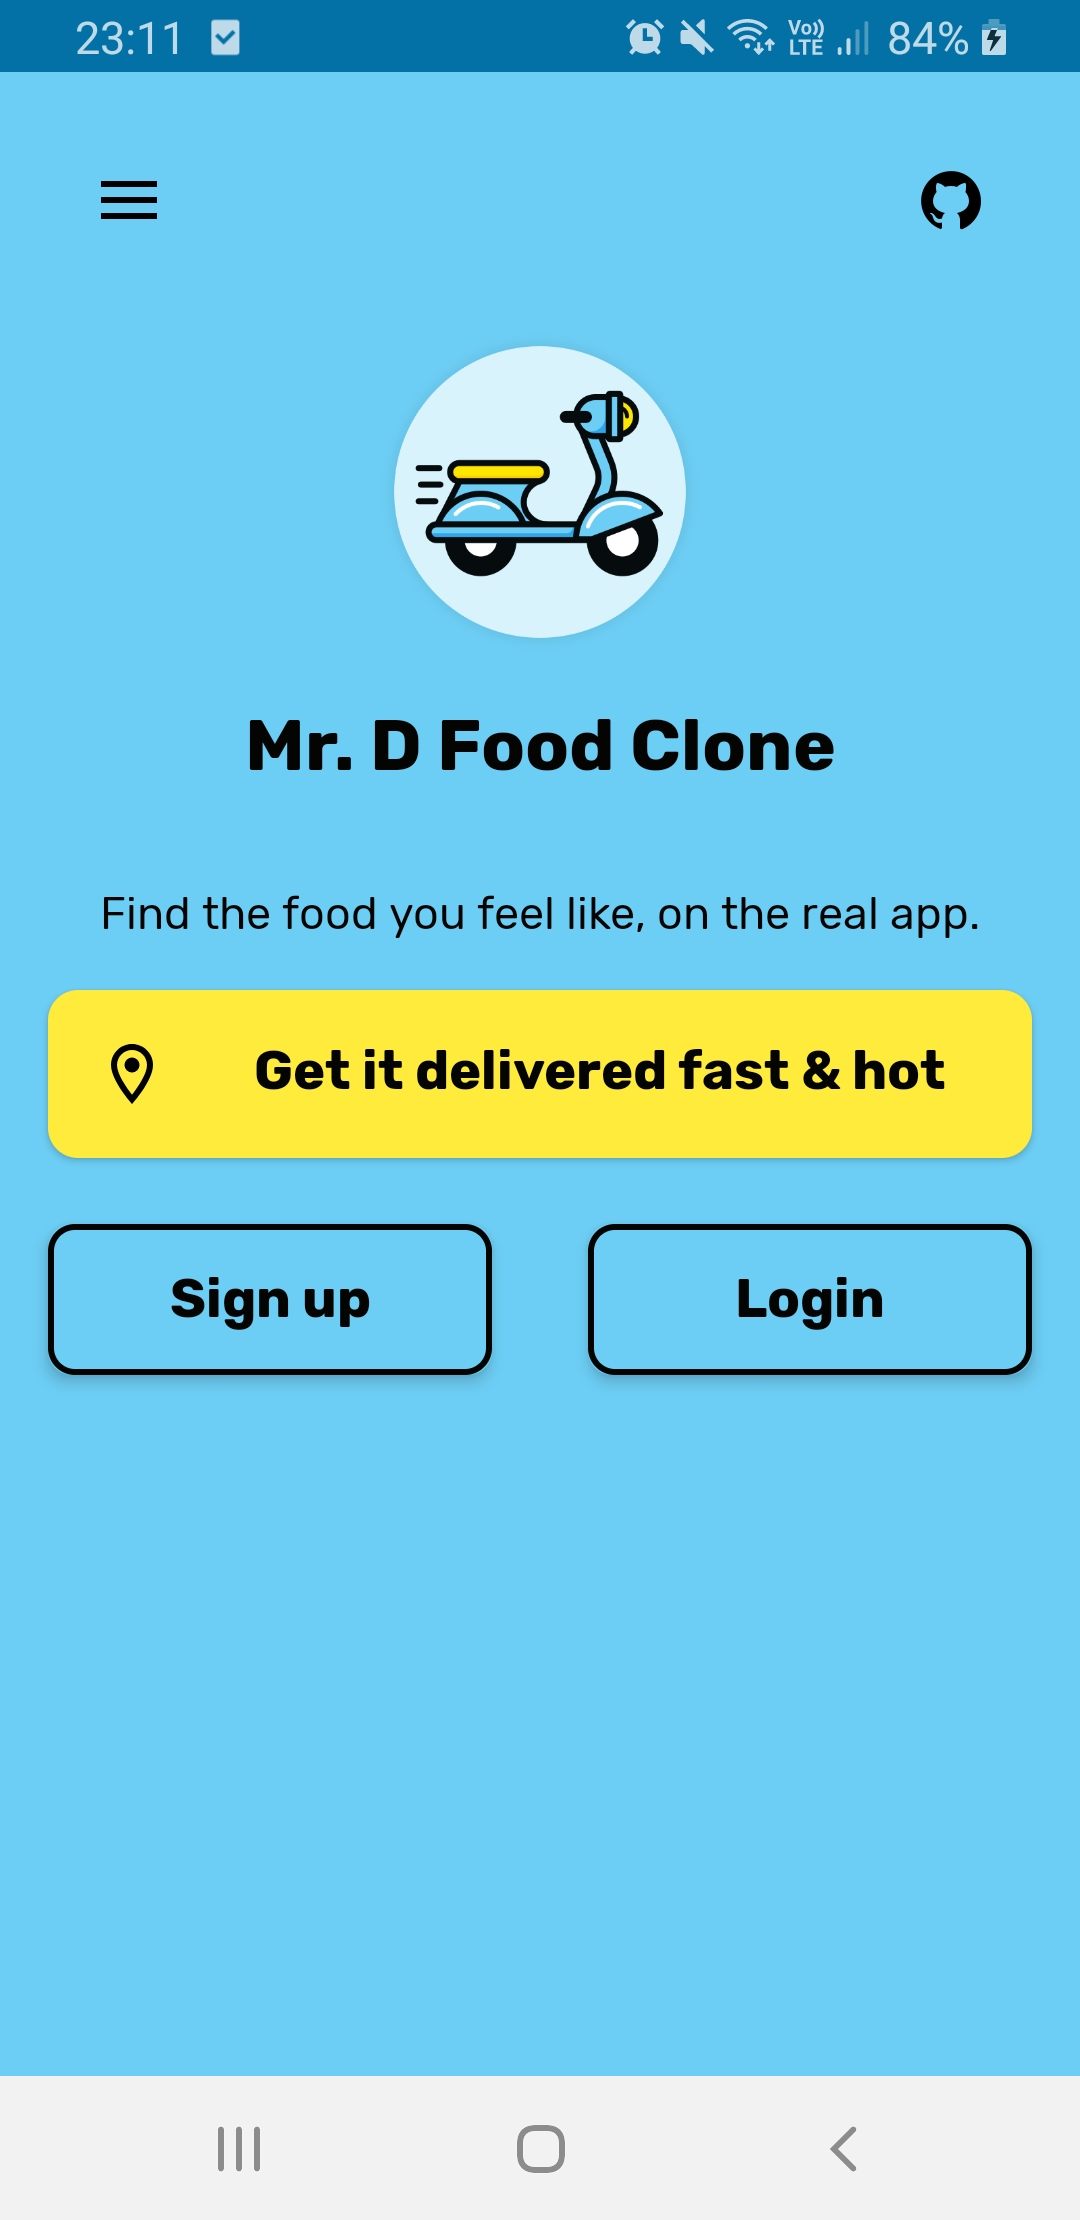 23:11
Vo)) LTE 84%
Mr. D Food Clone
Find the food you feel like, on the real app.
Get it delivered fast & hot
Sign up
Login